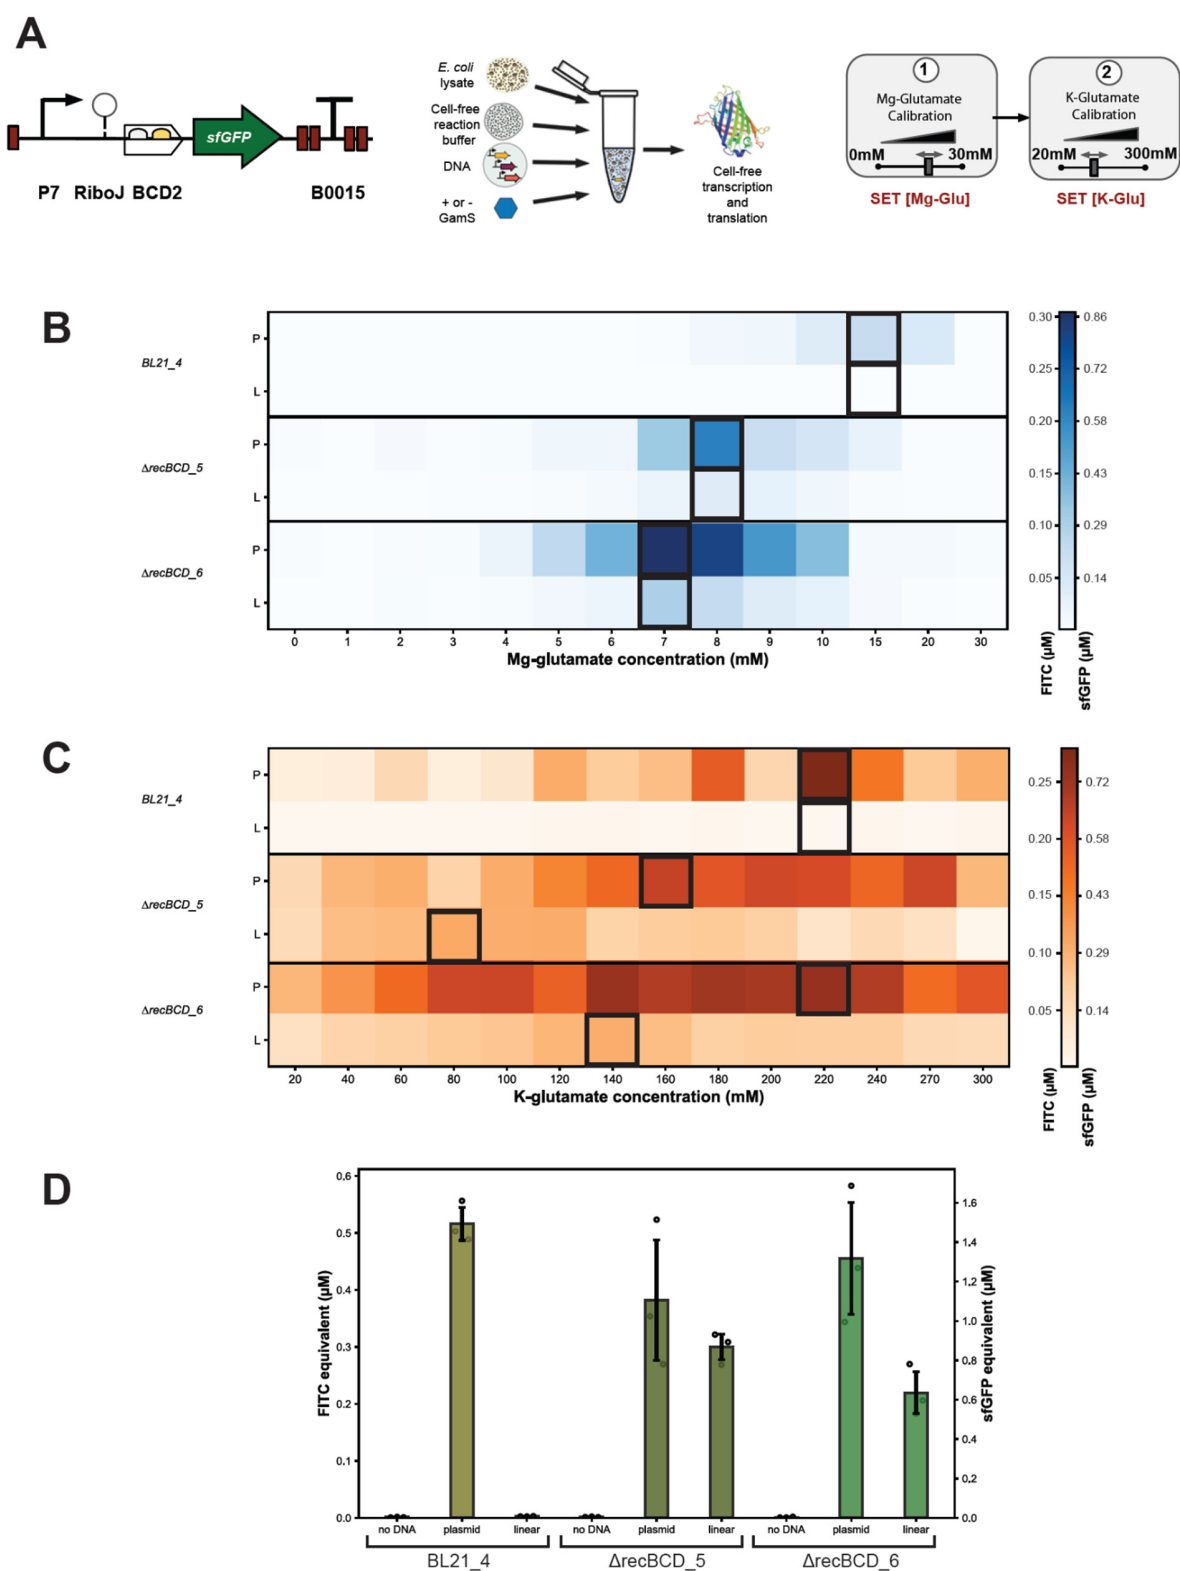 A
sfGFP
P7 RiboJ BCD2 B0015
E. coli
lysate
Cell-free
reaction
buffer
DNA
+ or -
GamS
Cell-free
transcription
and
translation
1
Mg-Glutamate
Calibration
0mM 30mM
SET [Mg-Glu]
2
K-Glutamate
Calibration
20mM 300mM
SET [K-Glu]
B
BL21_4
P
L
ΔrecBCD_5
P
L
ΔrecBCD_6
P
L
0 1 2 3 4 5 6 7 8 9 10 15 20 30
Mg-glutamate concentration (mM)
0.30 0.86
0.25 0.72
0.20 0.58
0.15 0.43
0.10 0.29
0.05 0.14
FITC (µM)
sfGFP (µM)
C
BL21_4
P
L
ΔrecBCD_5
P
L
ΔrecBCD_6
P
L
20 40 60 80 100 120 140 160 180 200 220 240 270 300
K-glutamate concentration (mM)
0.25 0.72
0.20 0.58
0.15 0.43
0.10 0.29
0.05 0.14
FITC (µM)
sfGFP (µM)
D
FITC equivalent (µM)
0.6
0.5
0.4
0.3
0.2
0.1
0.0
1.6
1.4
1.2
1.0
0.8
0.6
0.4
0.2
0.0
sfGFP equivalent (µM)
no DNA plasmid linear no DNA plasmid linear no DNA plasmid linear
BL21_4 ΔrecBCD_5 ΔrecBCD_6